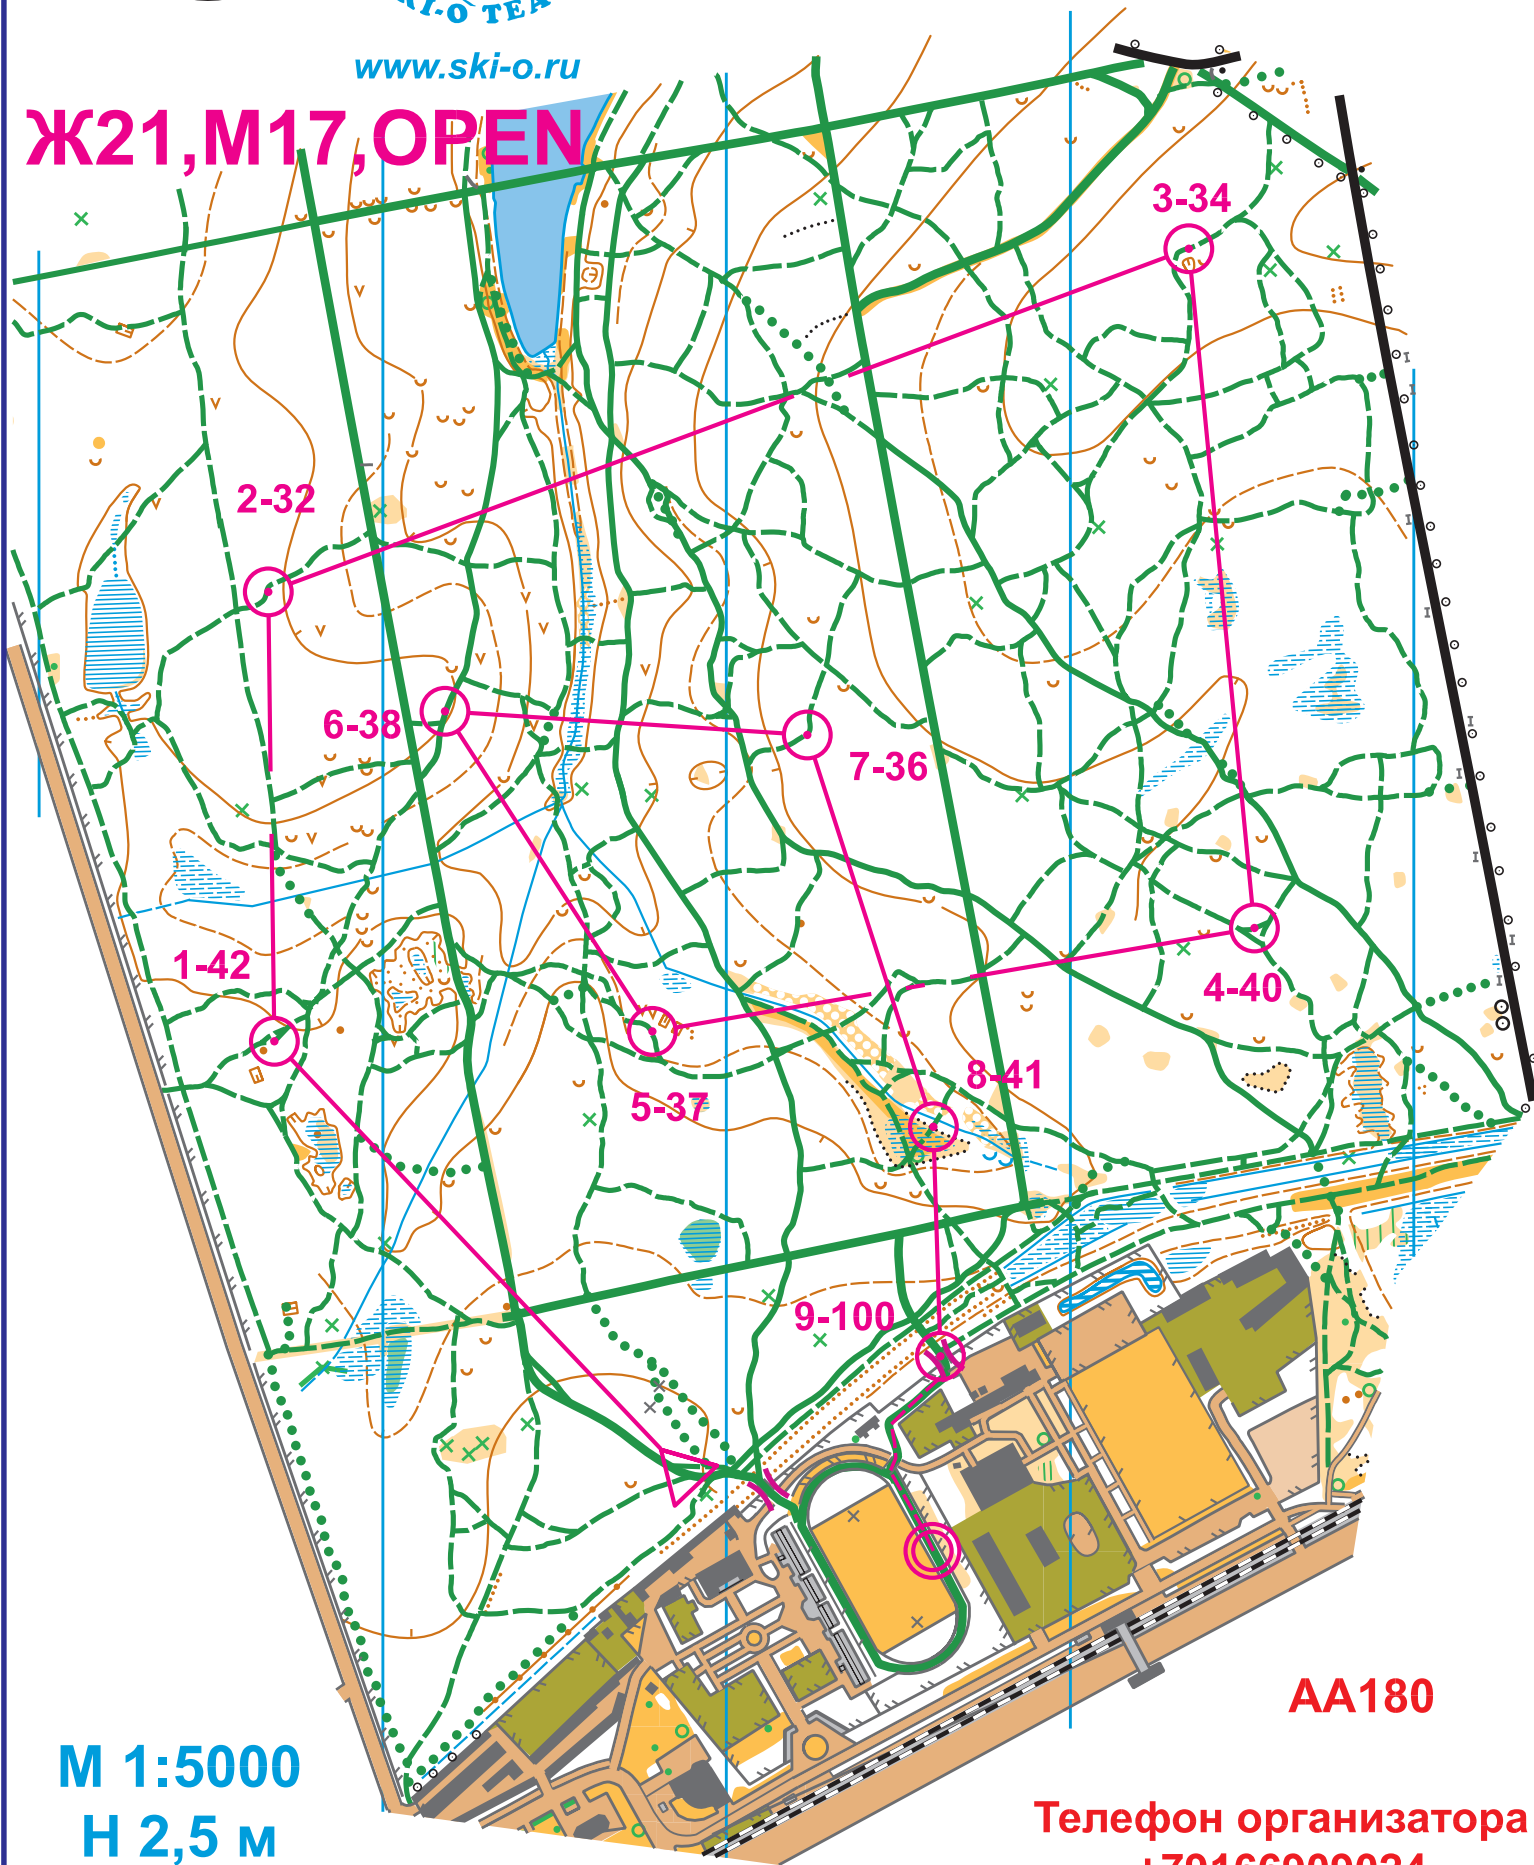 www.ski-o.ru
Ж21,М17,OPEN
3-34
2-32
6-38
7-36
1-42
4-40
8-41
5-37
9-100
АА180
М 1:5000
Н 2,5 м
Телефон организатора